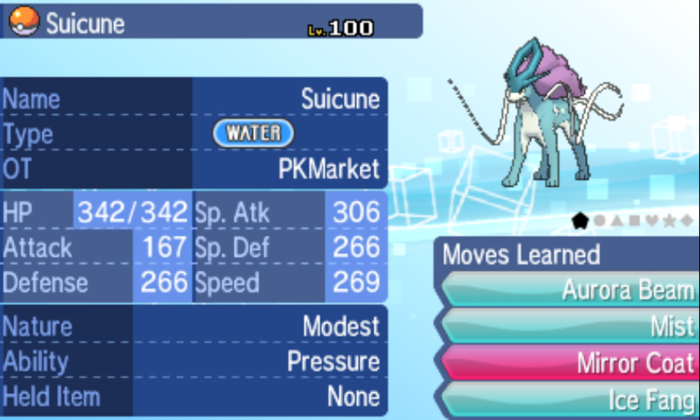 Suicune Lv. 100
Name Suicune
Type WATER
OT PKMarket
HP 342/342 Sp. Atk 306
Attack 167 Sp. Def 266
Defense 266 Speed 269
Nature Modest
Ability Pressure
Held Item None
Moves Learned
Aurora Beam
Mist
Mirror Coat
Ice Fang